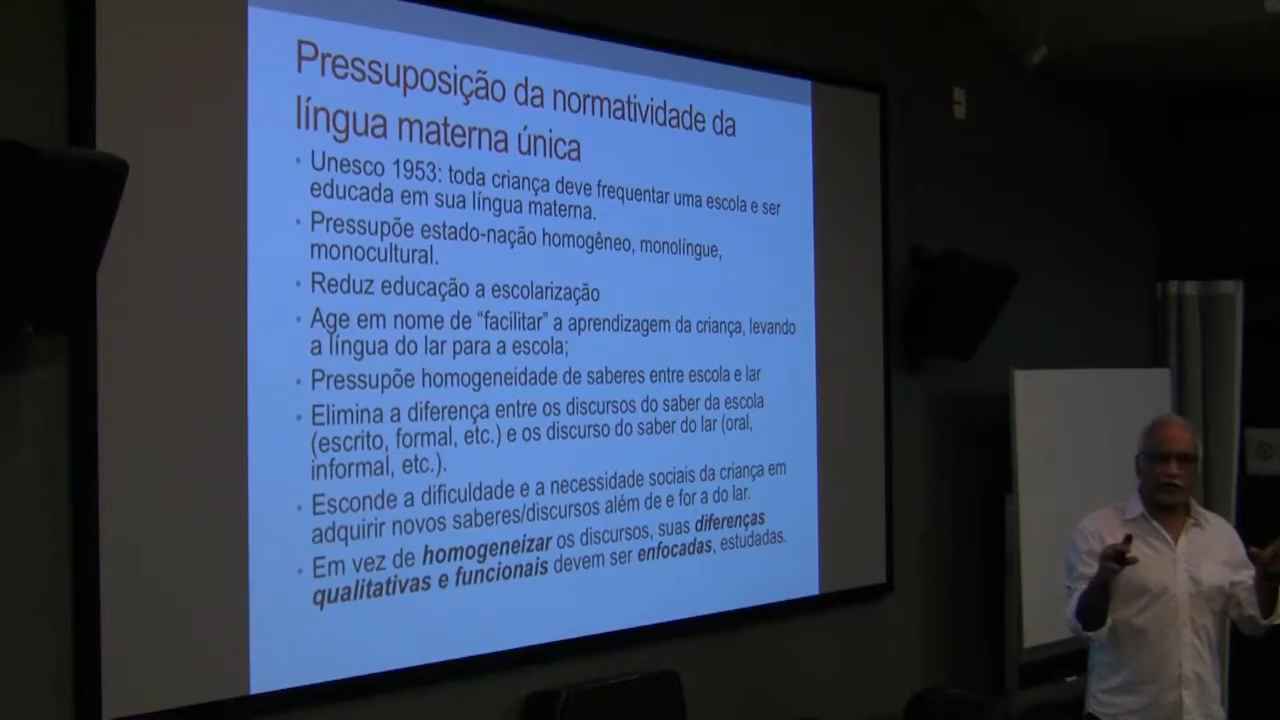 Pressuposição da normatividade da
língua materna única
• Unesco 1953: toda criança deve frequentar uma escola e ser
educada em sua língua materna.
• Pressupõe estado-nação homogêneo, monolíngue,
monocultural.
• Reduz educação a escolarização
• Age em nome de “facilitar” a aprendizagem da criança, levando
a língua do lar para a escola;
• Pressupõe homogeneidade de saberes entre escola e lar
• Elimina a diferença entre os discursos do saber da escola
(escrito, formal, etc.) e os discurso do saber do lar (oral,
informal, etc.).
• Esconde a dificuldade e a necessidade sociais da criança em
adquirir novos saberes/discursos além de e for a do lar.
• Em vez de homogeneizar os discursos, suas diferenças
qualitativas e funcionais devem ser enfocadas, estudadas.